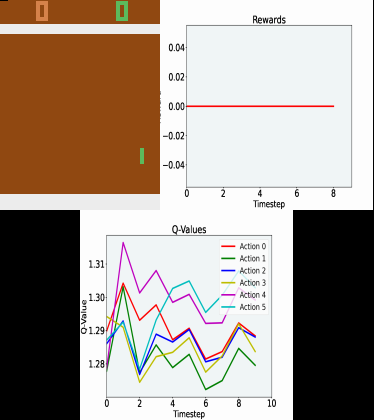 0 0
Rewards
0.04
0.02
0.00
−0.02
−0.04
0 2 4 6 8
Timestep
Q-Values
Q-Value
1.31
1.30
1.29
1.28
Action 0
Action 1
Action 2
Action 3
Action 4
Action 5
0 2 4 6 8 10
Timestep